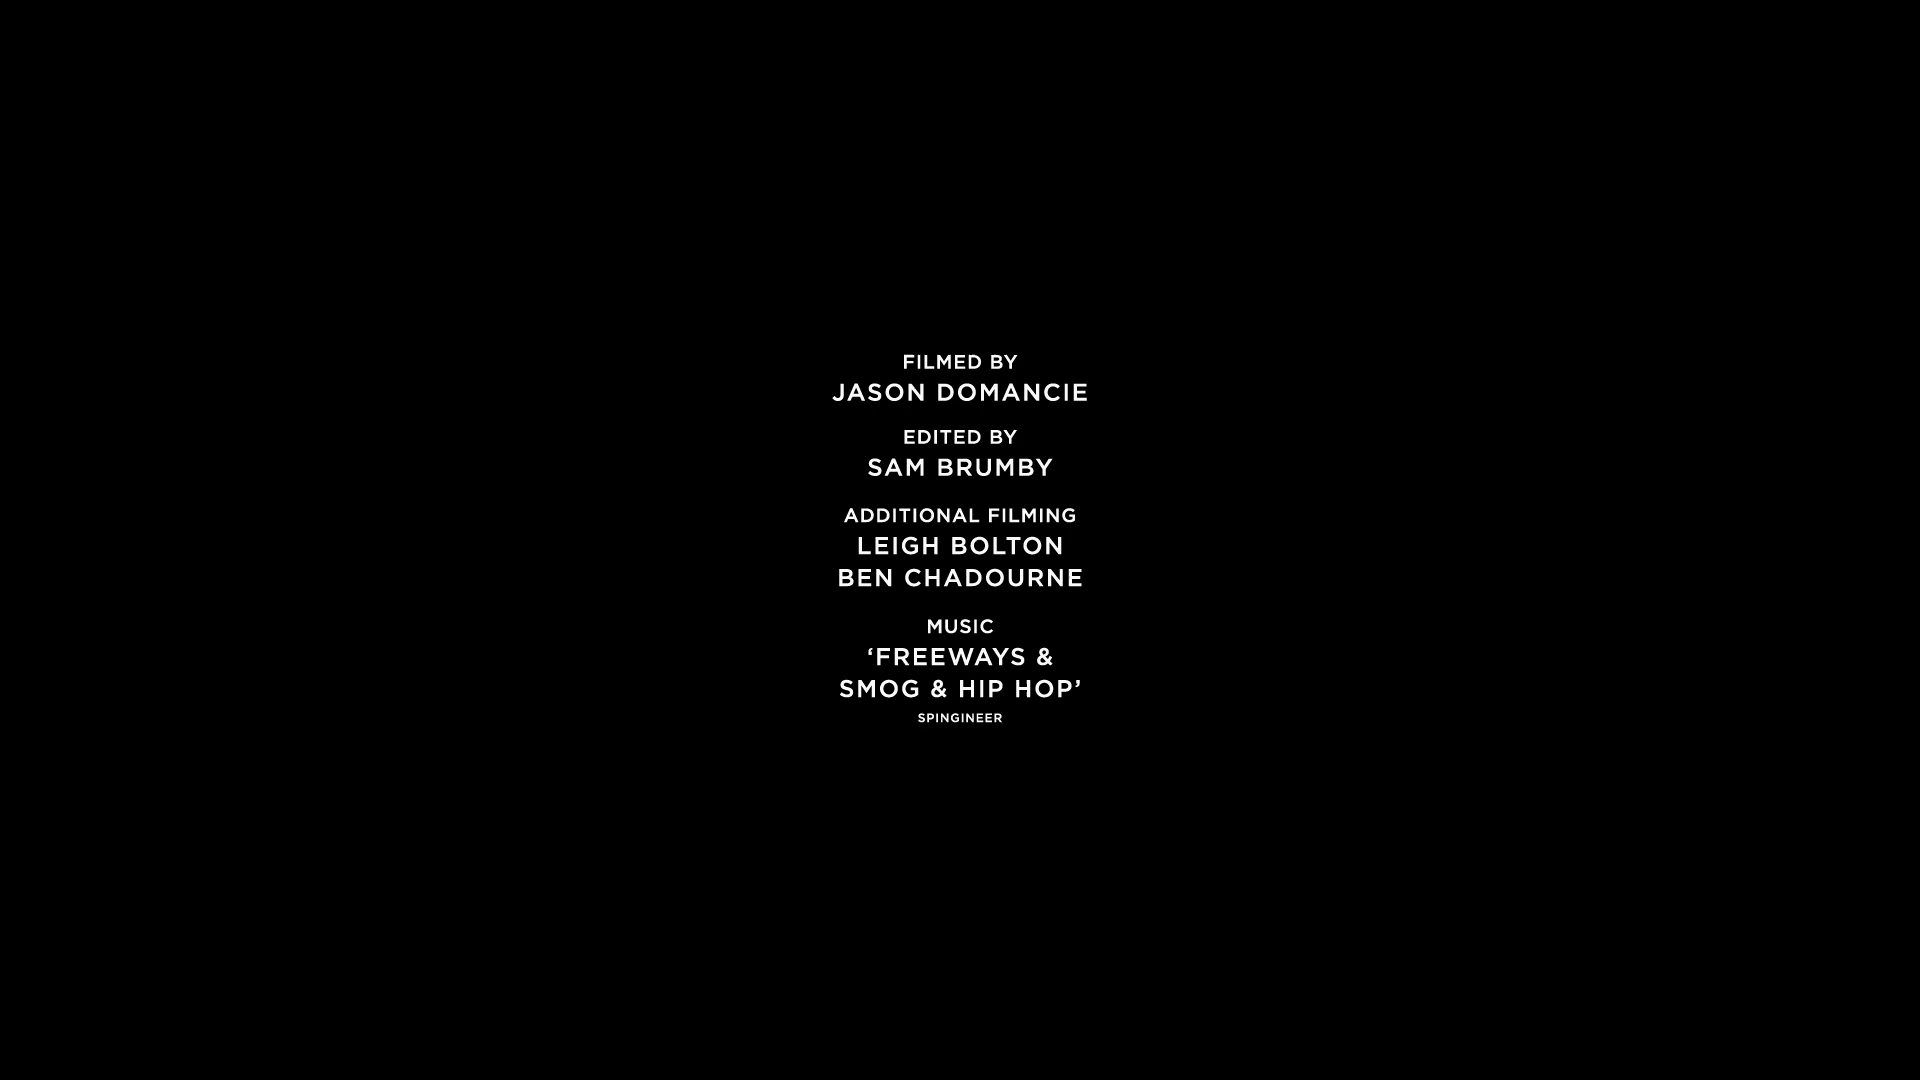 FILMED BY
JASON DOMANCIE
EDITED BY
SAM BRUMBY
ADDITIONAL FILMING
LEIGH BOLTON
BEN CHADOURNE
MUSIC
‘FREEWAYS &
SMOG & HIP HOP’
SPINGINEER